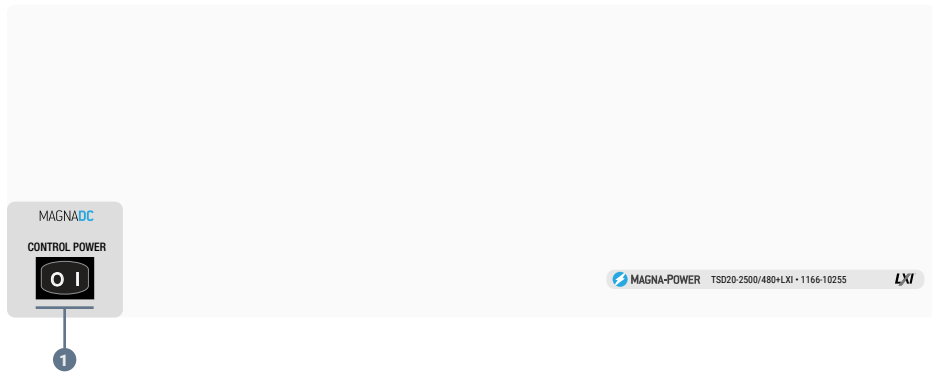 MAGNADC
CONTROL POWER
O I
MAGNA-POWER TSD20-2500/480+LXI • 1166-10255 LXI
1